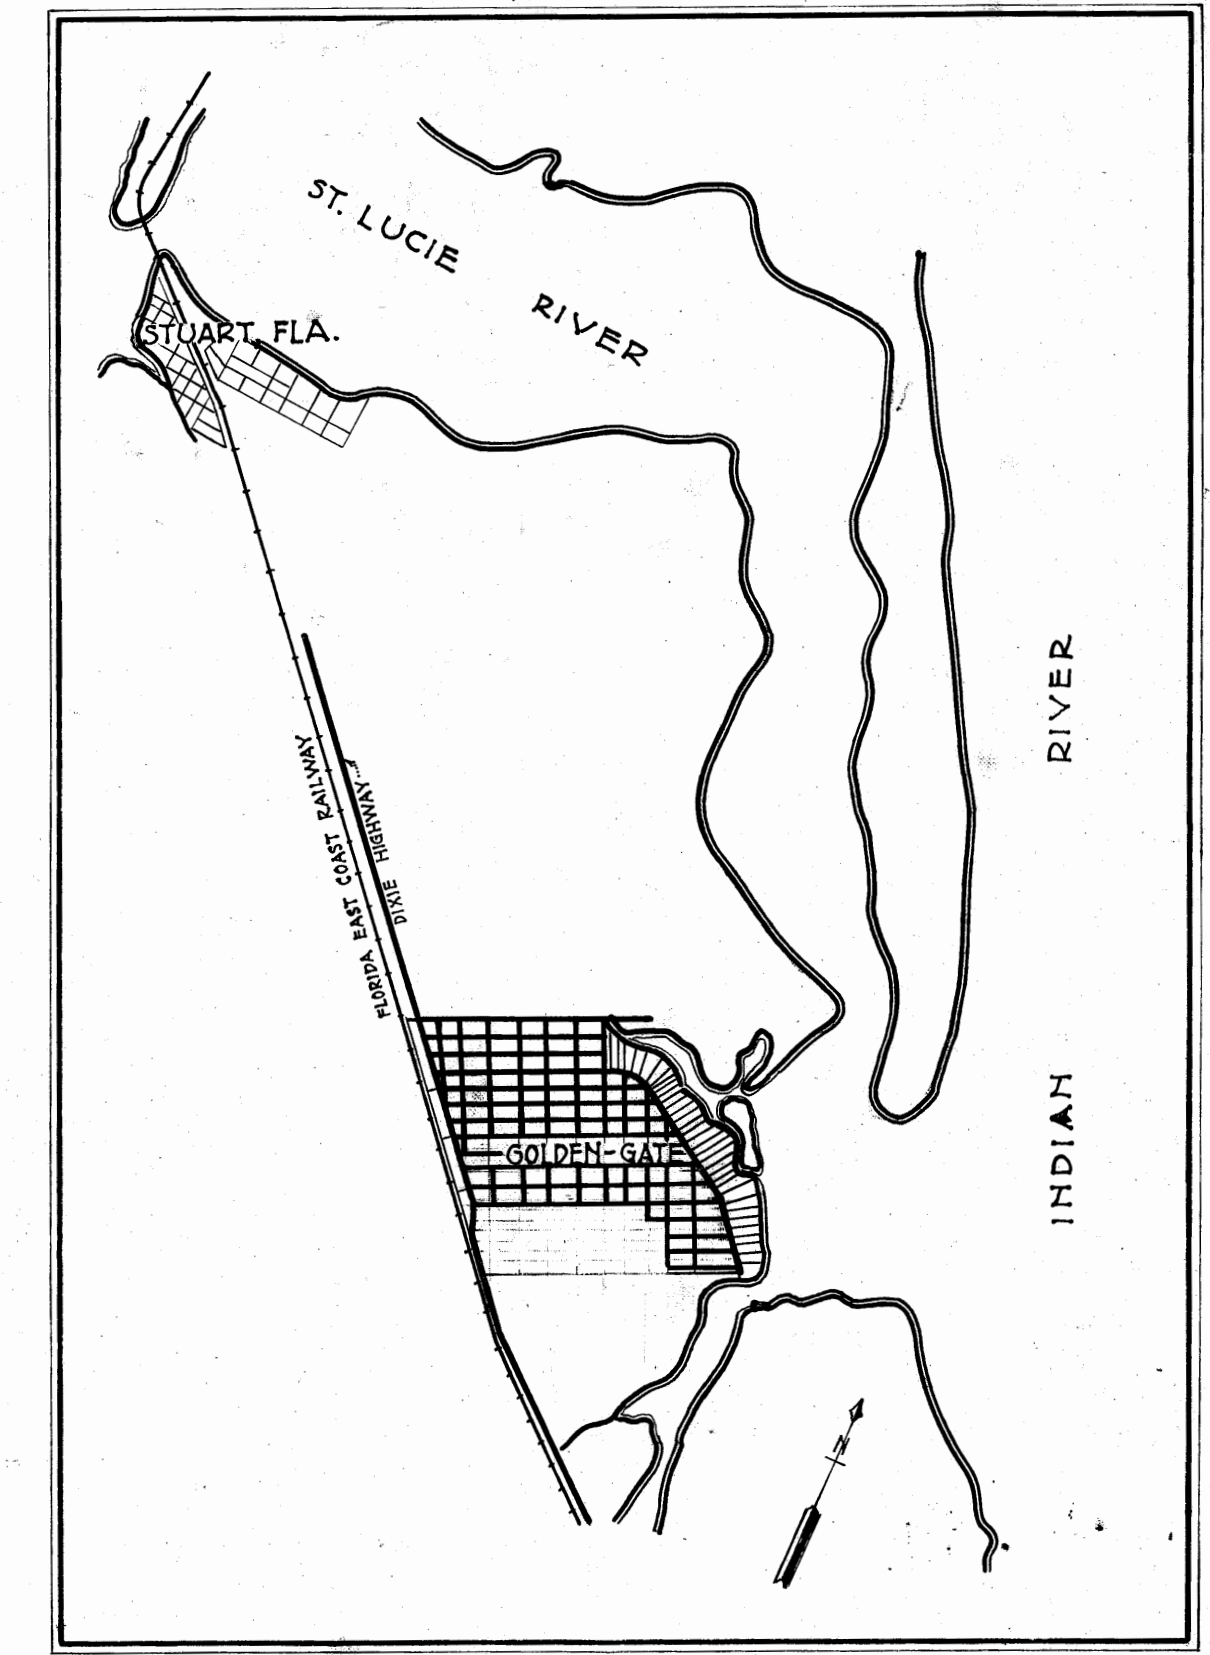 ST. LUCIE
RIVER
STUART, FLA.
RIVER
FLORIDA EAST COAST RAILWAY
DIXIE HIGHWAY
GOLDEN-GATE
INDIAN
N